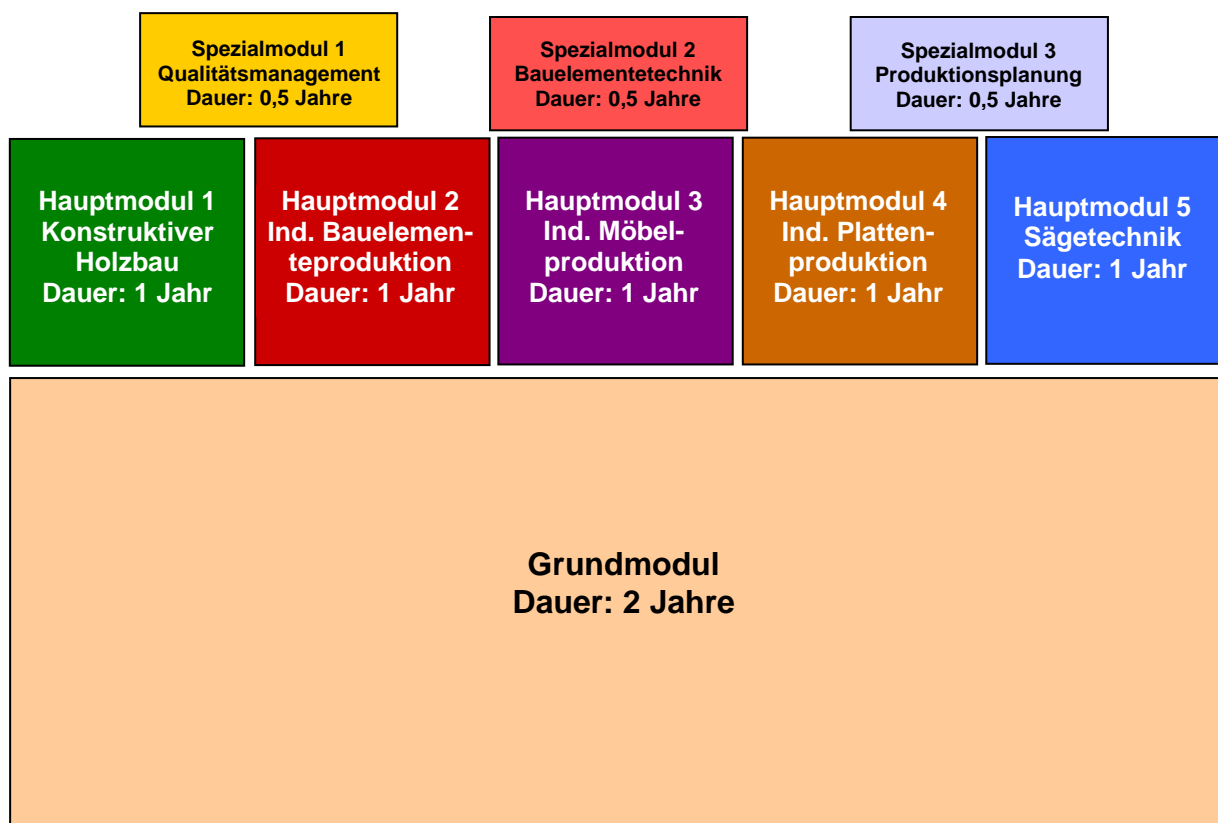 Spezialmodul 1
Qualitätsmanagement
Dauer: 0,5 Jahre
Spezialmodul 2
Bauelementetechnik
Dauer: 0,5 Jahre
Spezialmodul 3
Produktionsplanung
Dauer: 0,5 Jahre
Hauptmodul 1
Konstruktiver
Holzbau
Dauer: 1 Jahr
Hauptmodul 2
Ind. Bauelemen-
teproduktion
Dauer: 1 Jahr
Hauptmodul 3
Ind. Möbel-
produktion
Dauer: 1 Jahr
Hauptmodul 4
Ind. Platten-
produktion
Dauer: 1 Jahr
Hauptmodul 5
Sägetechnik
Dauer: 1 Jahr
Grundmodul
Dauer: 2 Jahre